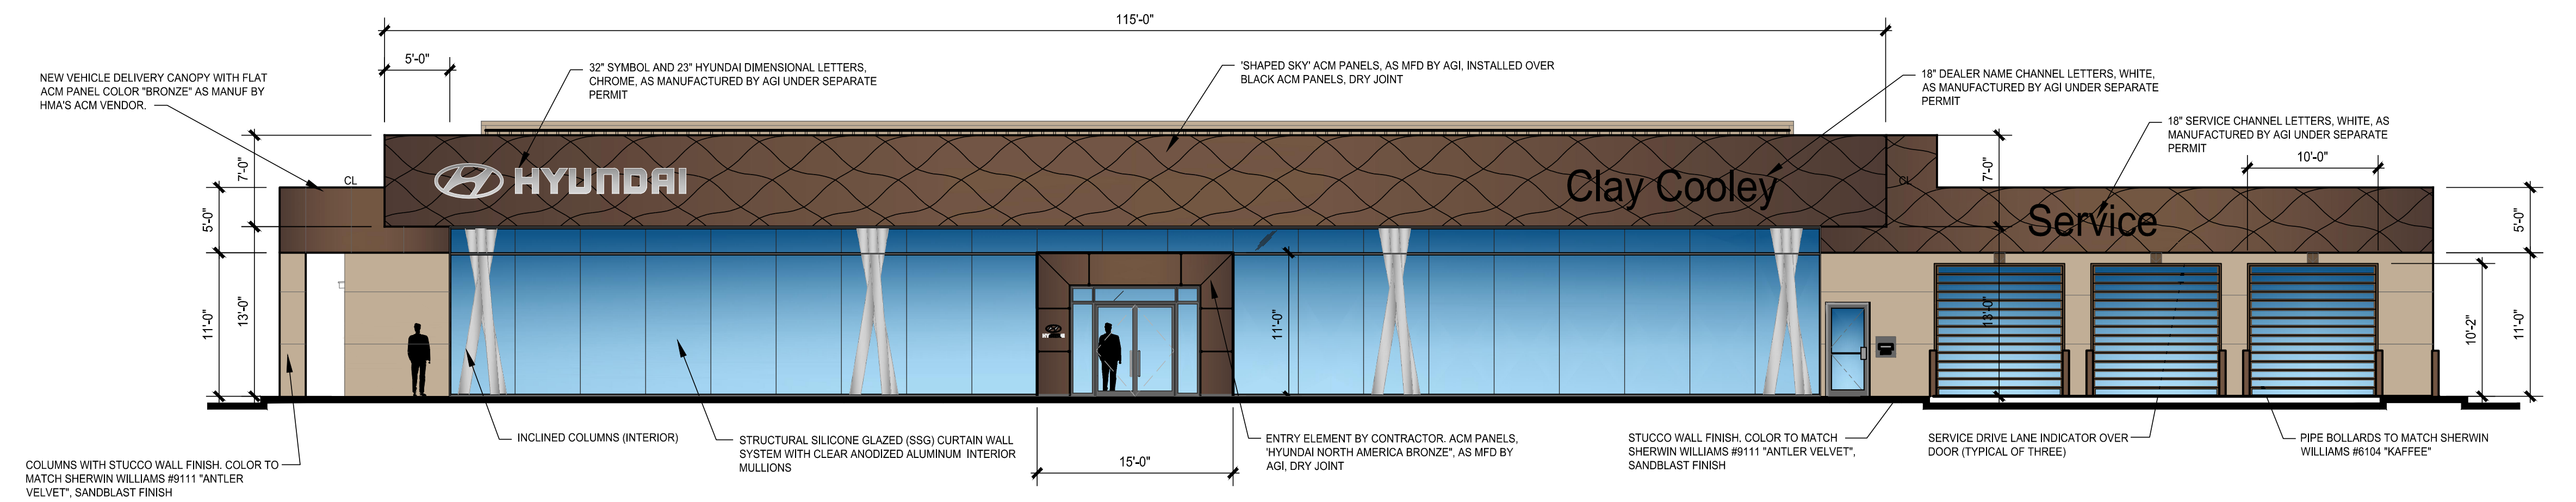 115'-0"
5'-0"
NEW VEHICLE DELIVERY CANOPY WITH FLAT
ACM PANEL COLOR "BRONZE" AS MANUF BY
HMA'S ACM VENDOR.
32" SYMBOL AND 23" HYUNDAI DIMENSIONAL LETTERS,
CHROME, AS MANUFACTURED BY AGI UNDER SEPARATE
PERMIT
'SHAPED SKY' ACM PANELS, AS MFD BY AGI, INSTALLED OVER
BLACK ACM PANELS, DRY JOINT
18" DEALER NAME CHANNEL LETTERS, WHITE,
AS MANUFACTURED BY AGI UNDER SEPARATE
PERMIT
18" SERVICE CHANNEL LETTERS, WHITE, AS
MANUFACTURED BY AGI UNDER SEPARATE
PERMIT
10'-0"
7'-0"
CL
HYUNDAI
Clay Cooley
CL
7'-0"
Service
5'-0"
5'-0"
11'-0"
13'-0"
HYUNDAI
11'-0"
13'-0"
10'-2"
11'-0"
COLUMNS WITH STUCCO WALL FINISH. COLOR TO
MATCH SHERWIN WILLIAMS #9111 "ANTLER
VELVET", SANDBLAST FINISH
INCLINED COLUMNS (INTERIOR)
STRUCTURAL SILICONE GLAZED (SSG) CURTAIN WALL
SYSTEM WITH CLEAR ANODIZED ALUMINUM INTERIOR
MULLIONS
15'-0"
ENTRY ELEMENT BY CONTRACTOR. ACM PANELS,
'HYUNDAI NORTH AMERICA BRONZE", AS MFD BY
AGI, DRY JOINT
STUCCO WALL FINISH. COLOR TO MATCH
SHERWIN WILLIAMS #9111 "ANTLER VELVET",
SANDBLAST FINISH
SERVICE DRIVE LANE INDICATOR OVER
DOOR (TYPICAL OF THREE)
PIPE BOLLARDS TO MATCH SHERWIN
WILLIAMS #6104 "KAFFEE"